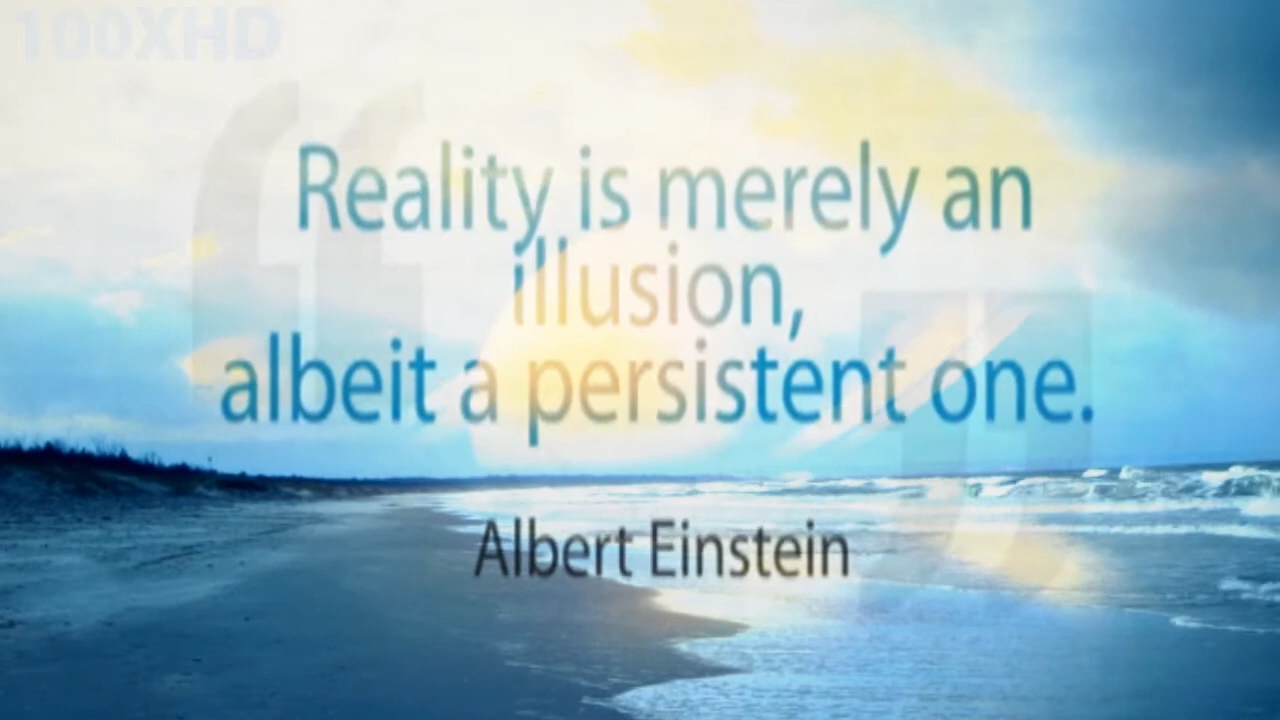 100XHD
Reality is merely an
illusion,
albeit a persistent one.
Albert Einstein